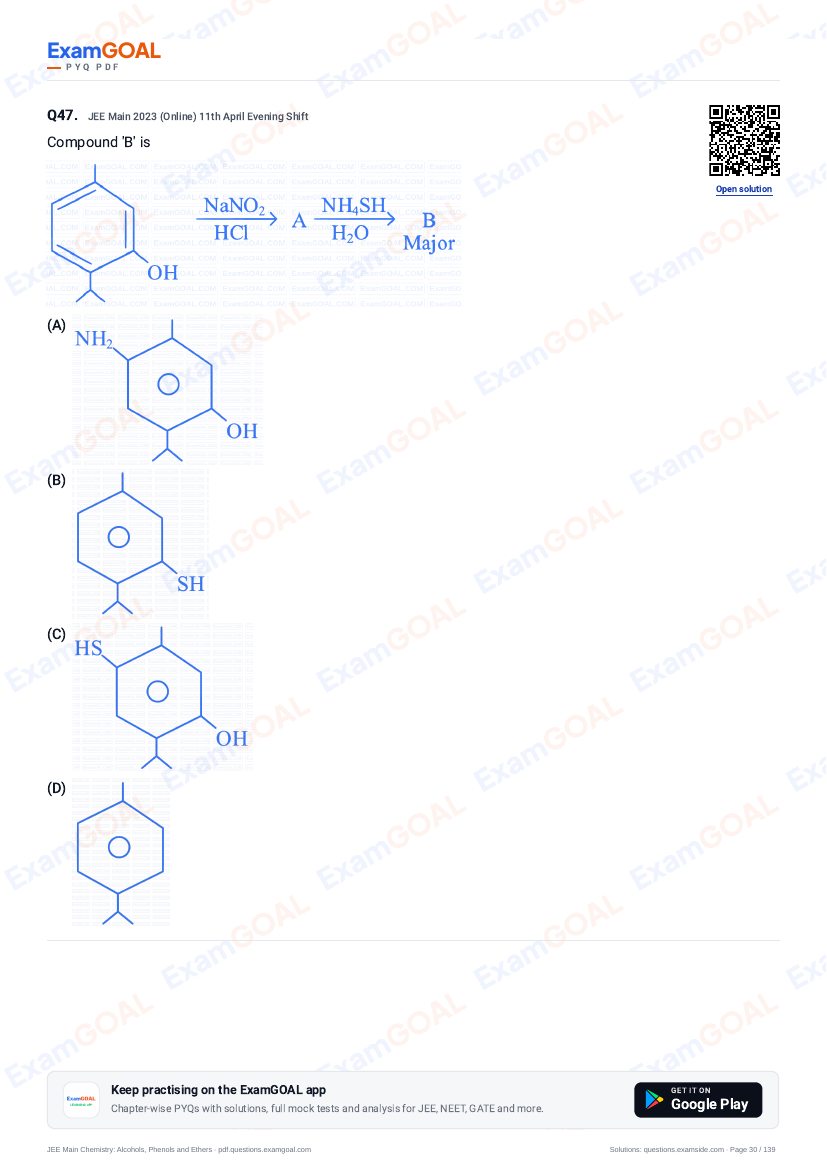 ExamGOAL
PYQ PDF
Q47. JEE Main 2023 (Online) 11th April Evening Shift
Compound 'B' is
Open solution
NaNO2
HCl
A
NH4SH
H2O
B
Major
OH
(A)
NH2
OH
(B)
SH
(C)
HS
OH
(D)
Keep practising on the ExamGOAL app
Chapter-wise PYQs with solutions, full mock tests and analysis for JEE, NEET, GATE and more.
GET IT ON
Google Play
JEE Main Chemistry: Alcohols, Phenols and Ethers · pdf.questions.examgoal.com
Solutions: questions.examside.com · Page 30 / 139